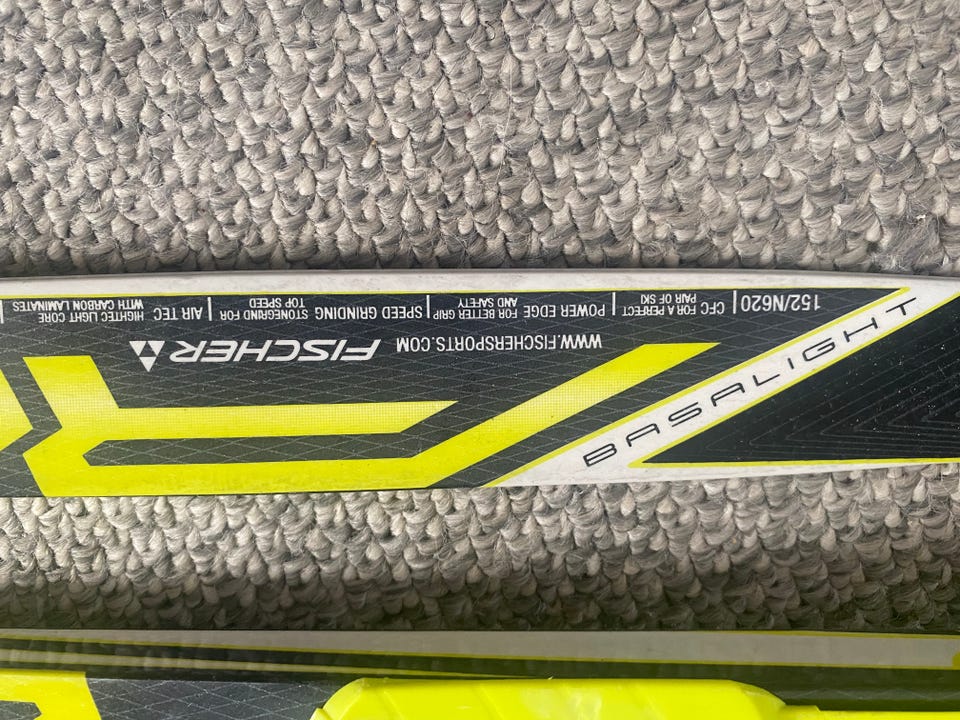 152/N620 | CFC FOR A PERFECT PAIR OF SKI | POWER EDGE FOR BETTER GRIP AND SAFETY | SPEED GRINDING STONEGRIND FOR TOP SPEED | AIR TEC HIGHTEC LIGHT CORE WITH CARBON LAMINATES |
WWW.FISCHERSPORTS.COM FISCHER
BASALIGHT